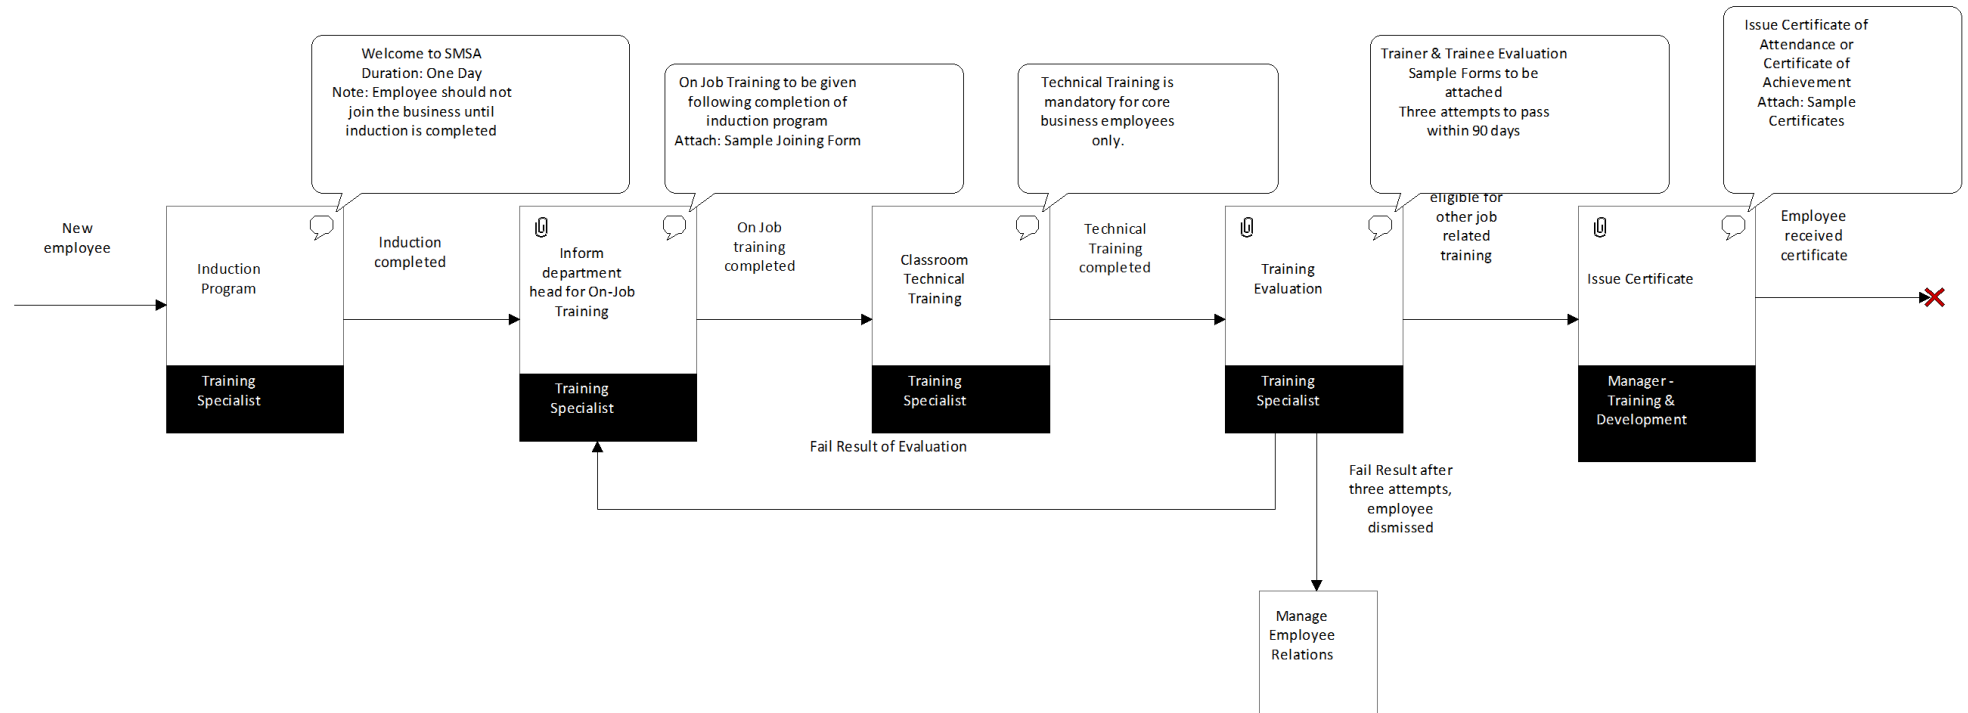 Welcome to SMSA
Duration: One Day
Note: Employee should not
join the business until
induction is completed
On Job Training to be given
following completion of
induction program
Attach: Sample Joining Form
Technical Training is
mandatory for core
business employees
only.
Trainer & Trainee Evaluation
Sample Forms to be
attached
Three attempts to pass
within 90 days
Issue Certificate of
Attendance or
Certificate of
Achievement
Attach: Sample
Certificates
New
employee
Induction
Program
Training
Specialist
Induction
completed
Inform
department
head for On-Job
Training
Training
Specialist
On Job
training
completed
Classroom
Technical
Training
Training
Specialist
Technical
Training
completed
Training
Evaluation
Training
Specialist
eligible for
other job
related
training
Issue Certificate
Manager -
Training &
Development
Employee
received
certificate
Fail Result of Evaluation
Fail Result after
three attempts,
employee
dismissed
Manage
Employee
Relations